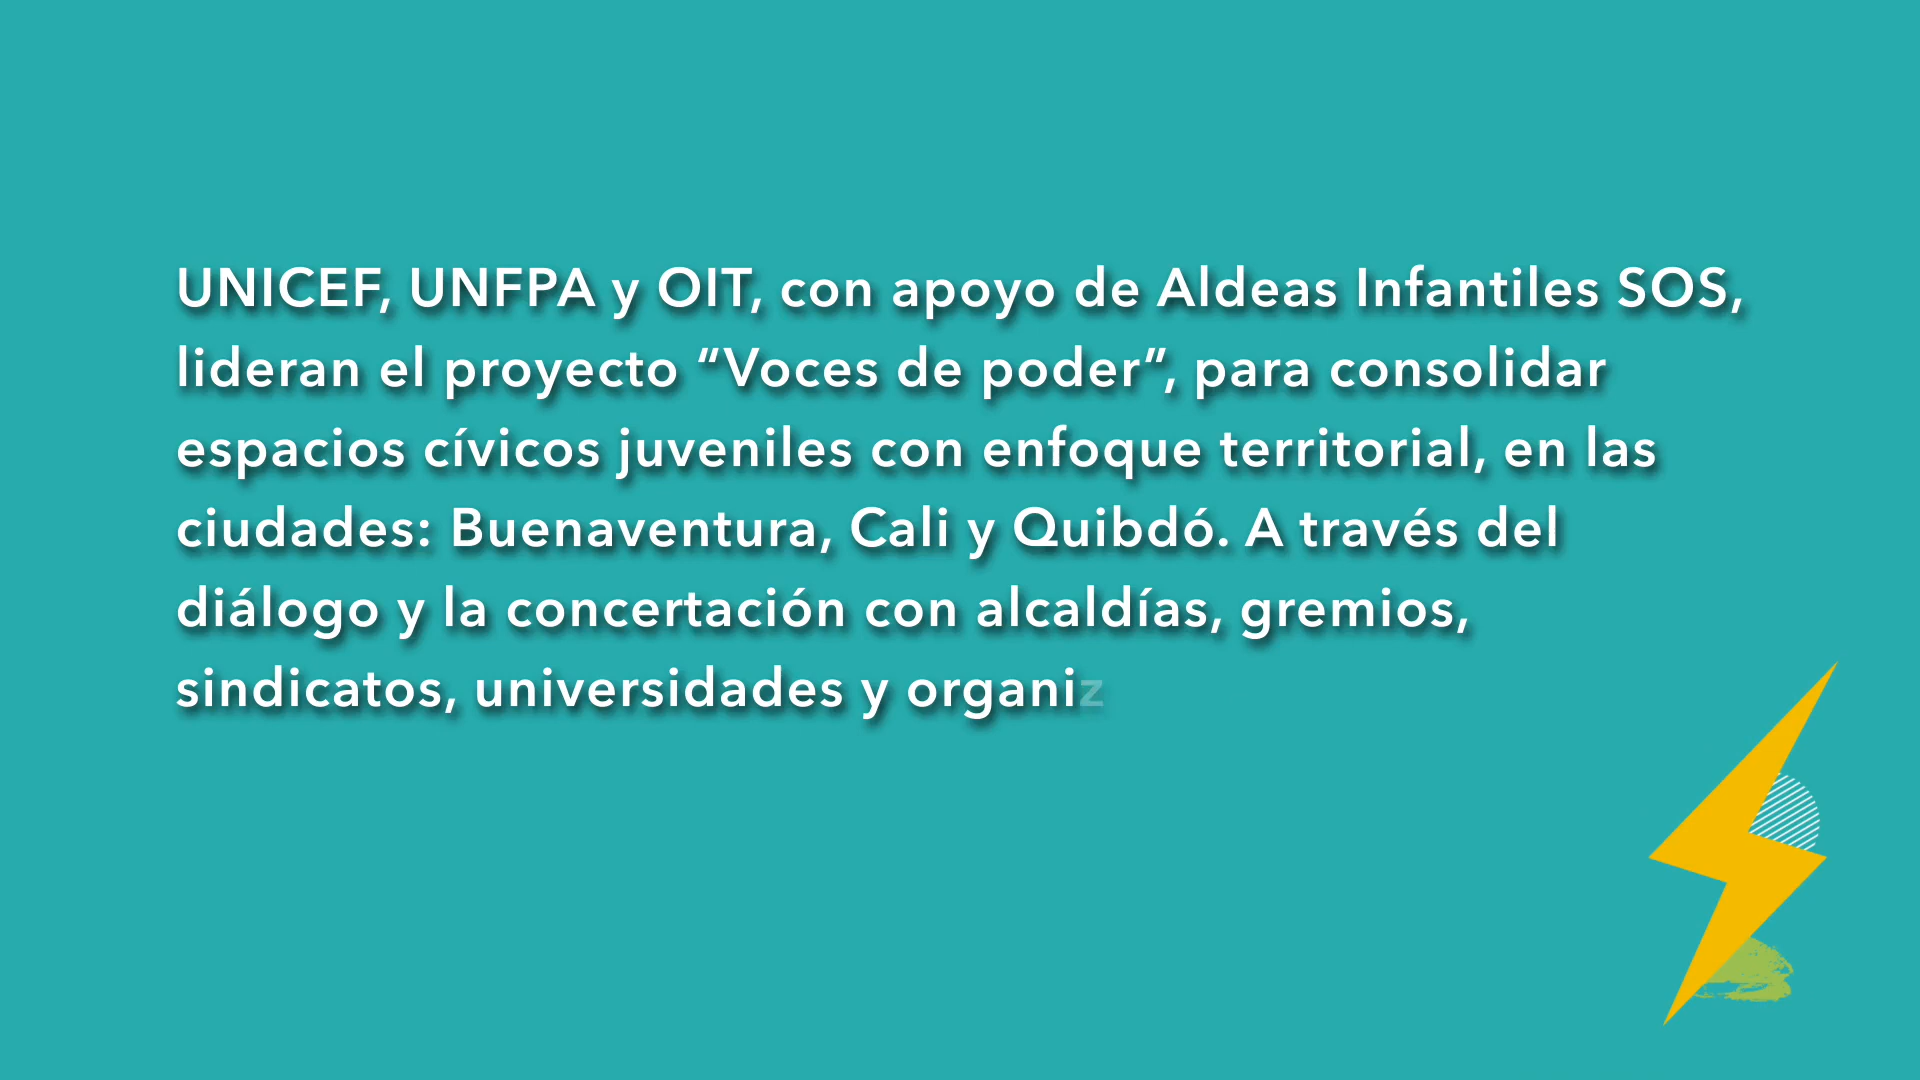 UNICEF, UNFPA y OIT, con apoyo de Aldeas Infantiles SOS,
lideran el proyecto “Voces de poder”, para consolidar
espacios cívicos juveniles con enfoque territorial, en las
ciudades: Buenaventura, Cali y Quibdó. A través del
diálogo y la concertación con alcaldías, gremios,
sindicatos, universidades y organiz